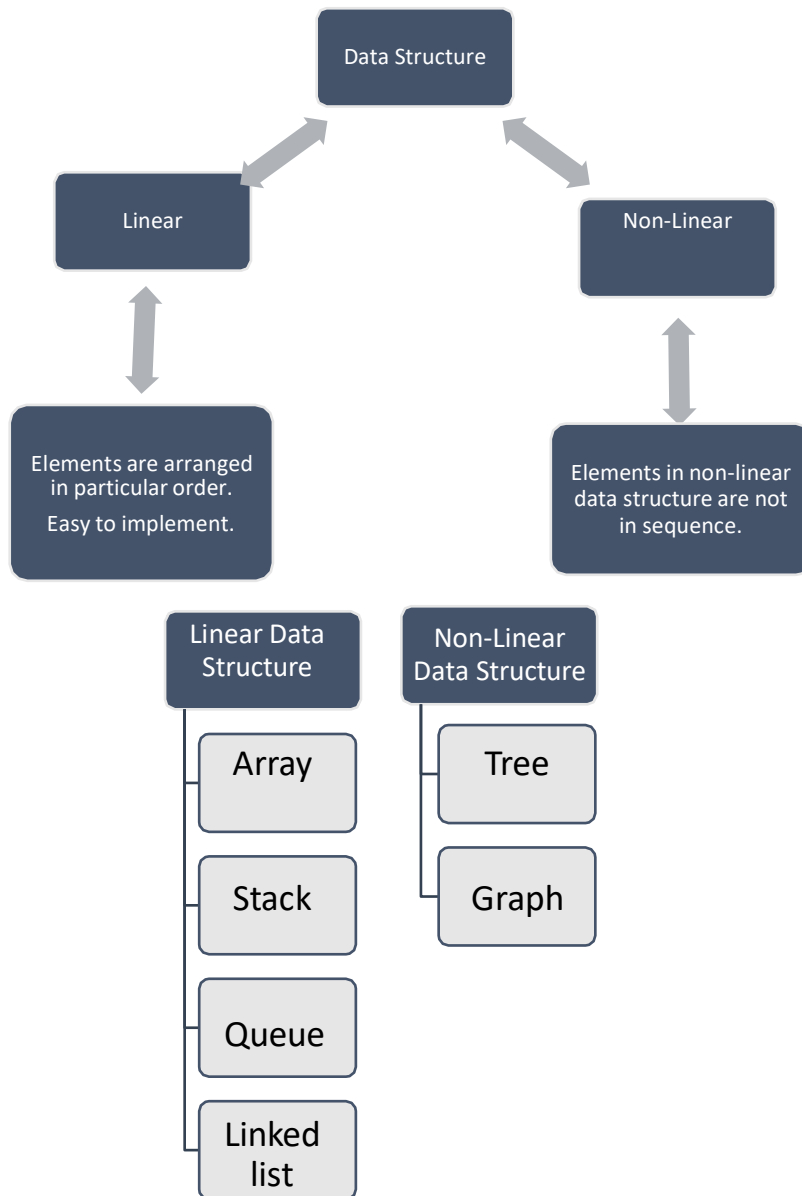 Data Structure
Linear
Non-Linear
Elements are arranged
in particular order.
Easy to implement.
Elements in non-linear
data structure are not
in sequence.
Linear Data
Structure
Array
Stack
Queue
Linked
list
Non-Linear
Data Structure
Tree
Graph